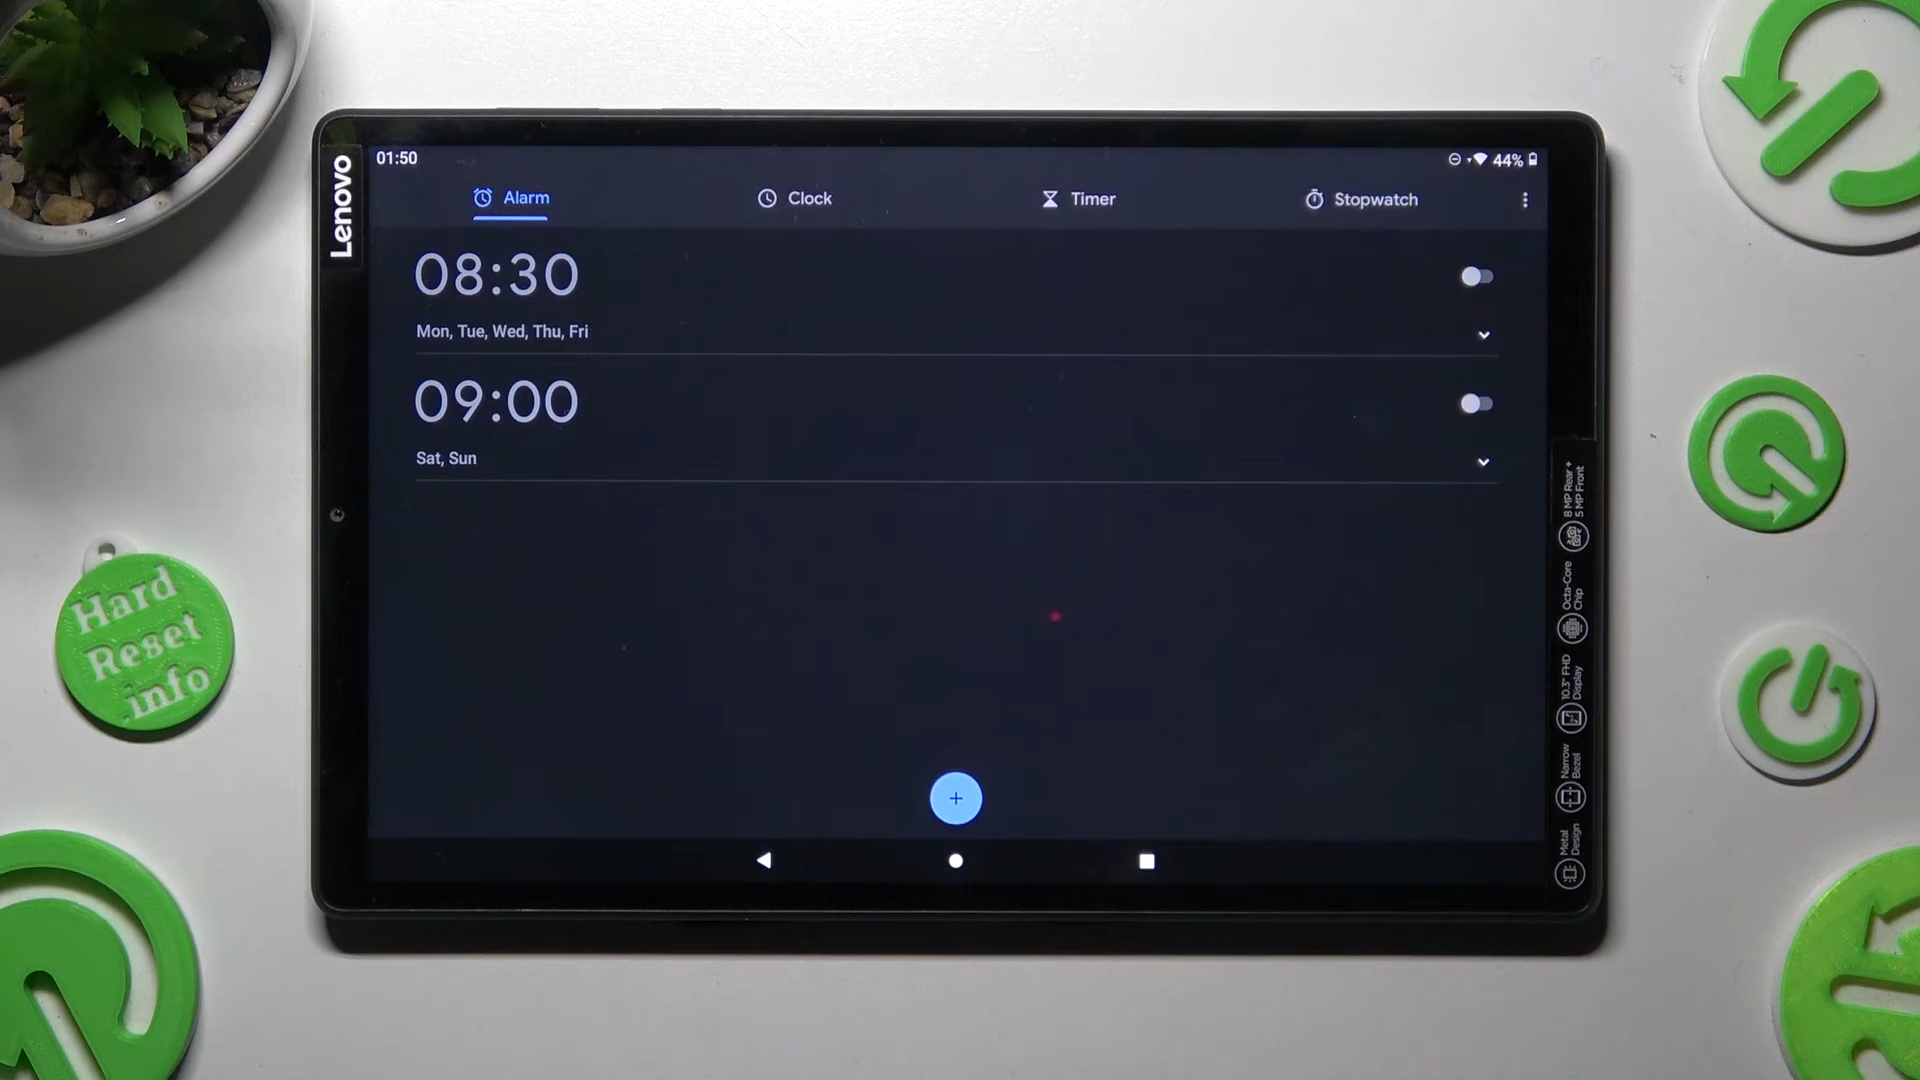 Lenovo
01:50
44%
Alarm
Clock
Timer
Stopwatch
08:30
Mon, Tue, Wed, Thu, Fri
09:00
Sat, Sun
+
Hard
Reset
.info
8 MP Rear +
5 MP Front
Octa-Core
Chip
10.3" FHD
Display
Narrow
Bezel
Metal
Design